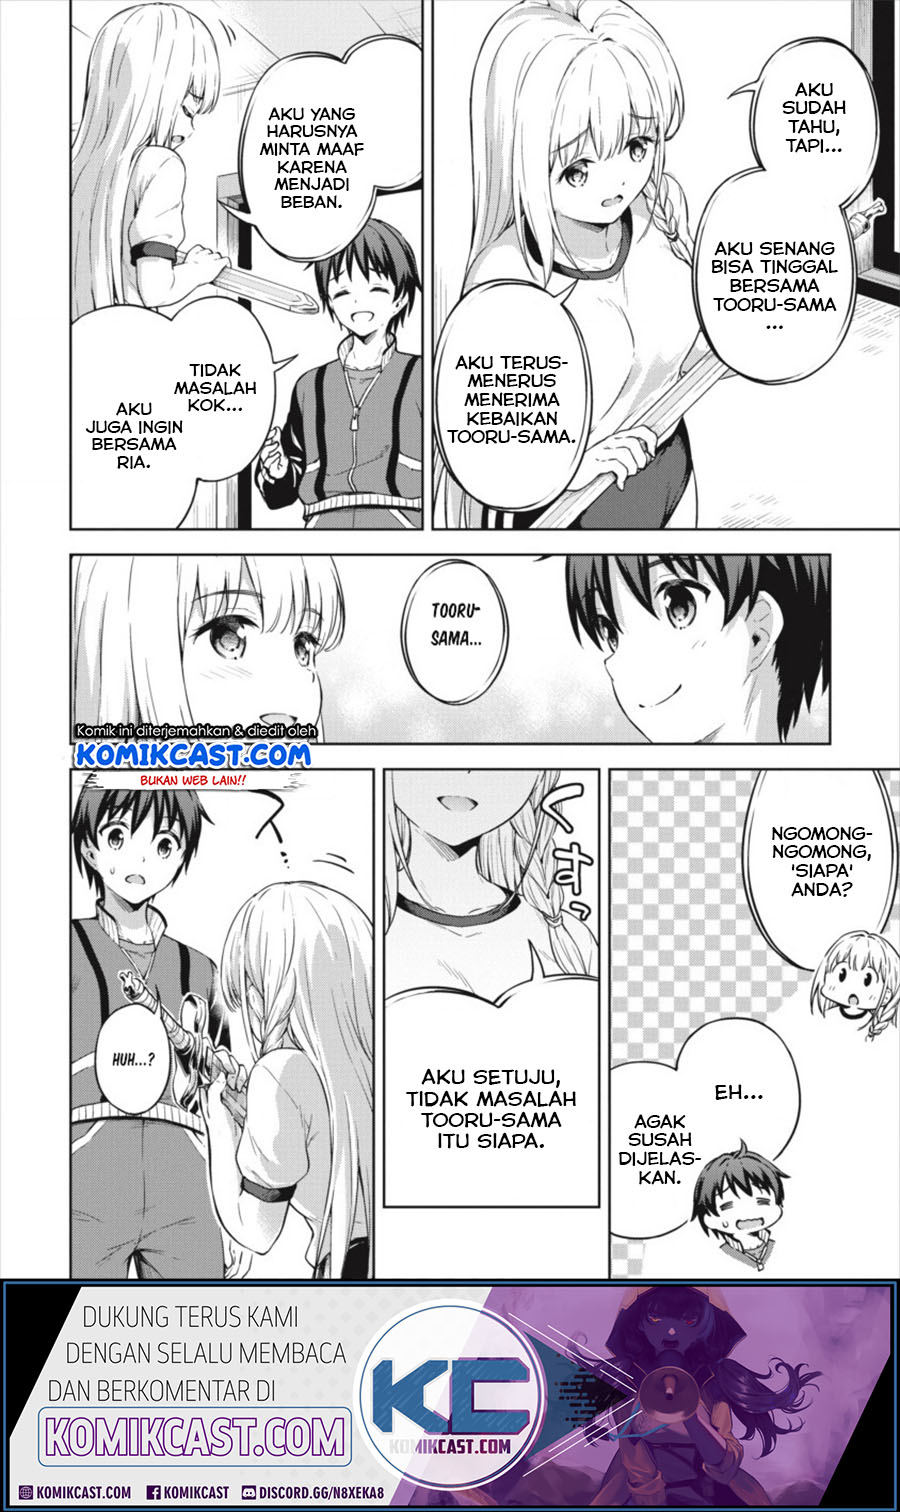 AKU
SUDAH
TAHU,
TAPI...
AKU SENANG
BISA TINGGAL
BERSAMA
TOORU-SAMA
...
AKU TERUS-
MENERUS
MENERIMA
KEBAIKAN
TOORU-SAMA.
AKU YANG
HARUSNYA
MINTA MAAF
KARENA
MENJADI
BEBAN.
TIDAK
MASALAH
KOK...
AKU
JUGA INGIN
BERSAMA
RIA.
TOORU-
SAMA...
Komik ini diterjemahkan & diedit oleh
KOMIKCAST.COM
BUKAN WEB LAIN!!
NGOMONG-
NGOMONG,
'SIAPA'
ANDA?
EH...
AGAK
SUSAH
DIJELAS-
KAN.
くすっ
AKU SETUJU,
TIDAK MASALAH
TOORU-SAMA
ITU SIAPA.
HUH...?
DUKUNG TERUS KAMI
DENGAN SELALU MEMBACA
DAN BERKOMENTAR DI
KOMIKCAST.COM
KC
KOMIKCAST.COM
KOMIKCAST.COM KOMIKCAST DISCORD.GG/N8XEKA8